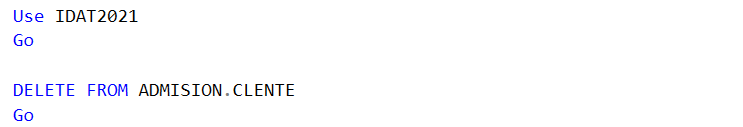 Use IDAT2021
Go
DELETE FROM ADMISION.CLENTE
Go